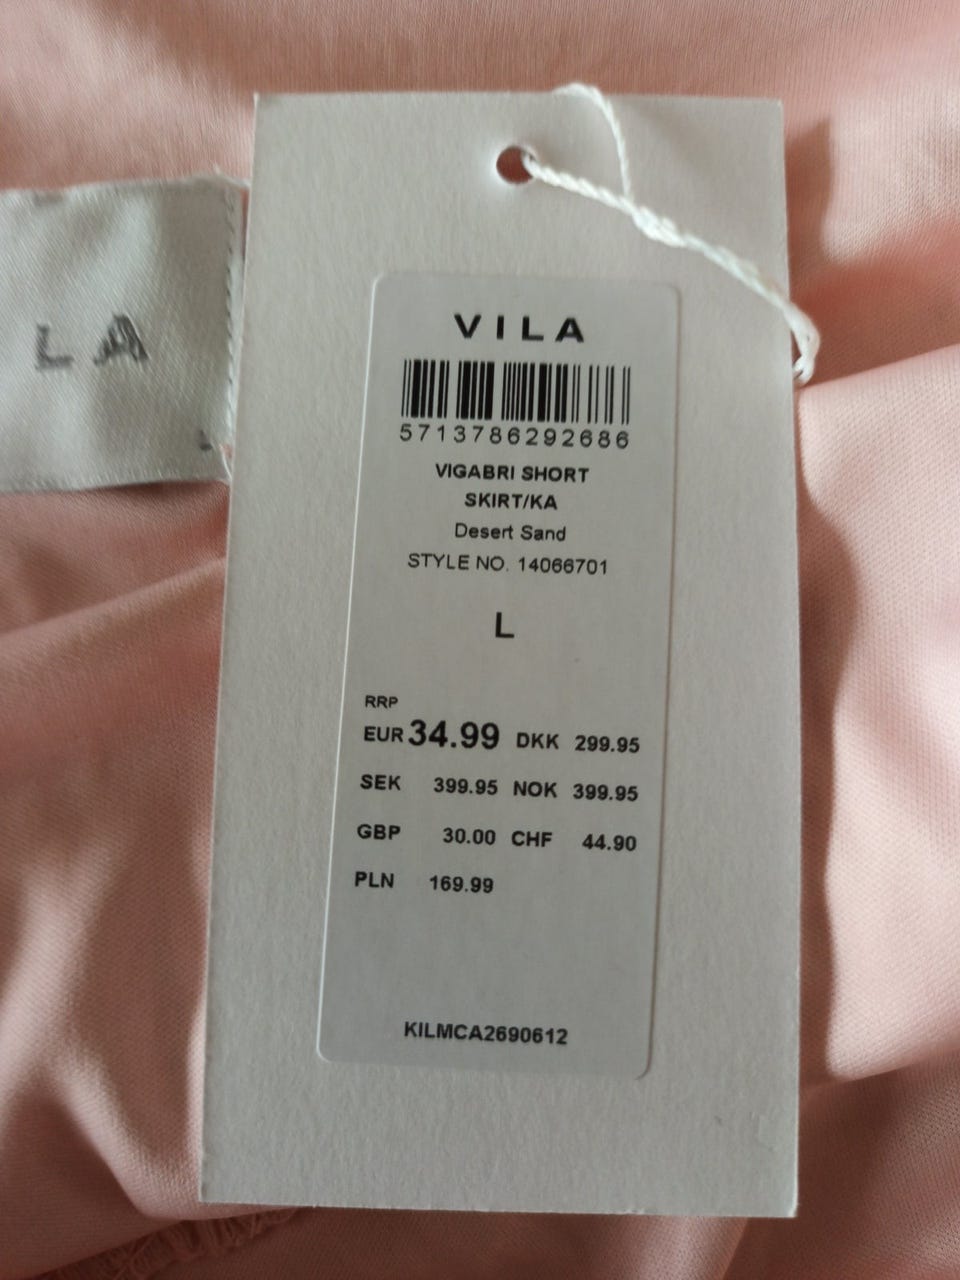 L A
VILA
5713786292686
VIGABRI SHORT
SKIRT/KA
Desert Sand
STYLE NO. 14066701
L
RRP
EUR 34.99 DKK 299.95
SEK 399.95 NOK 399.95
GBP 30.00 CHF 44.90
PLN 169.99
KILMCA2690612